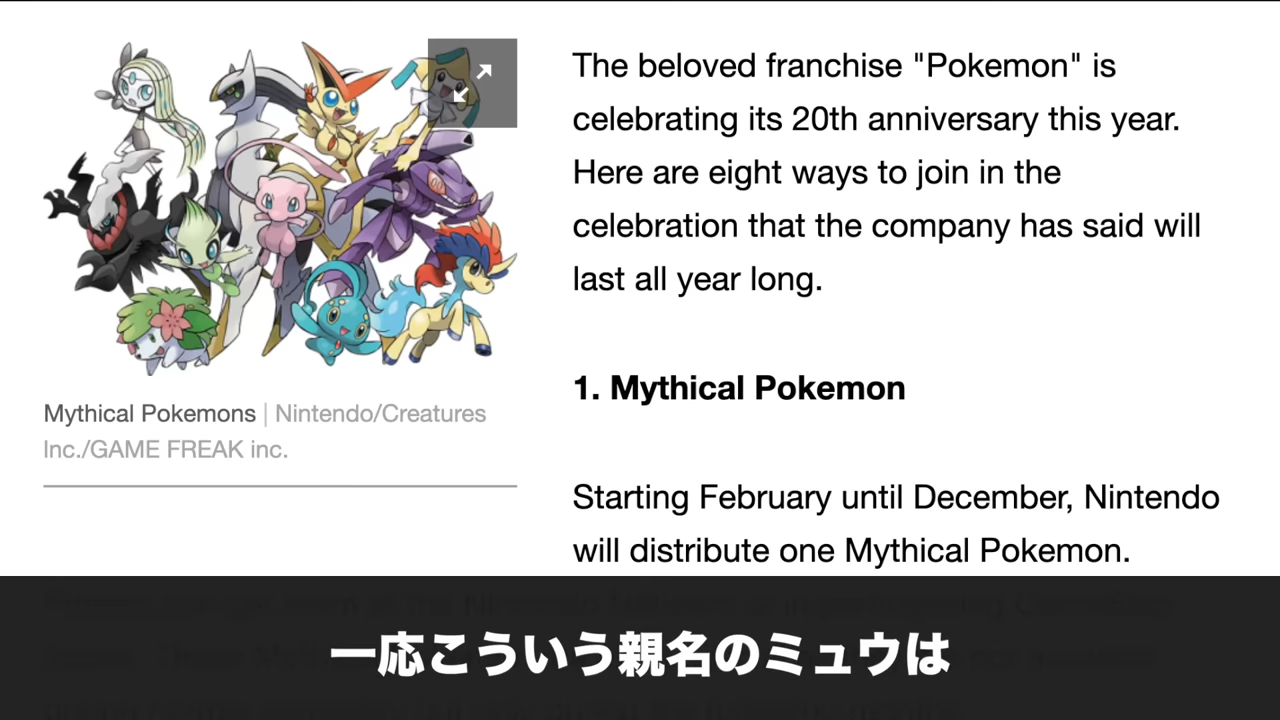 The beloved franchise "Pokemon" is
celebrating its 20th anniversary this year.
Here are eight ways to join in the
celebration that the company has said will
last all year long.
1. Mythical Pokemon
Mythical Pokemons | Nintendo/Creatures
Inc./GAME FREAK inc.
Starting February until December, Nintendo
will distribute one Mythical Pokemon.
一応こういう親名のミュウは